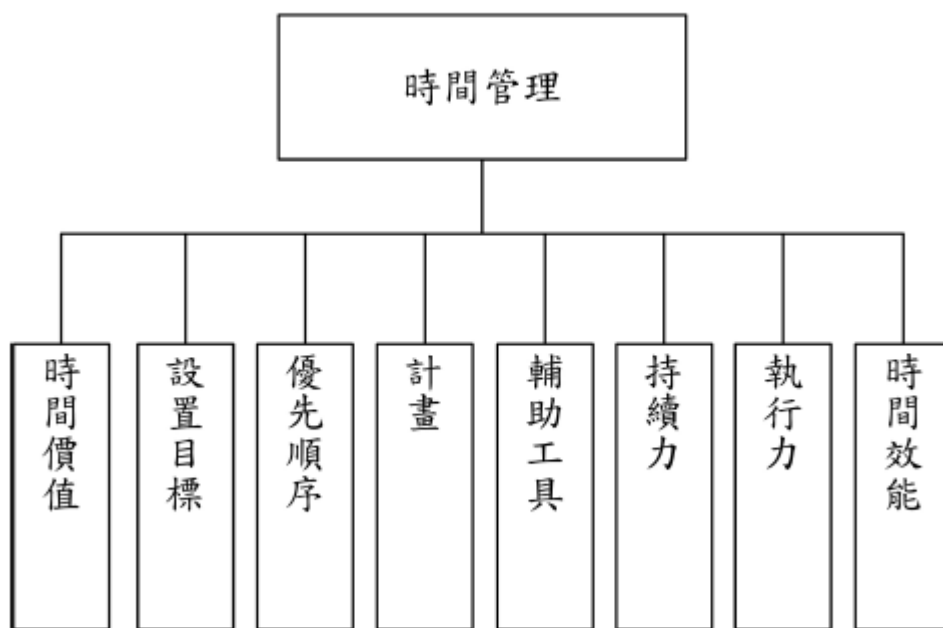 時間管理
時間價值
設置目標
優先順序
計畫
輔助工具
持續力
執行力
時間效能